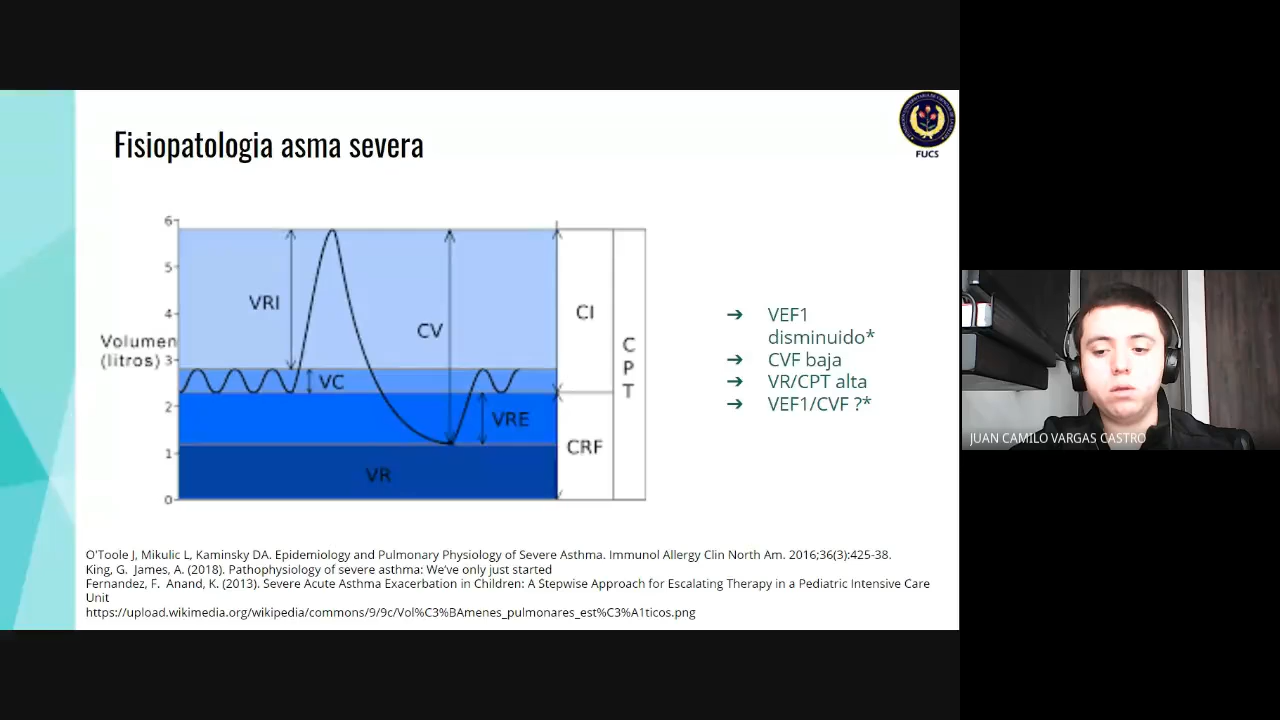 FUCS
Fisiopatologia asma severa
6
5
4
3
2
1
0
Volumen
(litros)
VRI
CV
VC
VRE
VR
CI
CRF
C
P
T
➔ VEF1
disminuido*
➔ CVF baja
➔ VR/CPT alta
➔ VEF1/CVF ?*
JUAN CAMILO VARGAS CASTRO
O'Toole J, Mikulic L, Kaminsky DA. Epidemiology and Pulmonary Physiology of Severe Asthma. Immunol Allergy Clin North Am. 2016;36(3):425-38.
King, G. James, A. (2018). Pathophysiology of severe asthma: We've only just started
Fernandez, F. Anand, K. (2013). Severe Acute Asthma Exacerbation in Children: A Stepwise Approach for Escalating Therapy in a Pediatric Intensive Care
Unit
https://upload.wikimedia.org/wikipedia/commons/9/9c/Vol%C3%BAmenes_pulmonares_est%C3%A1ticos.png